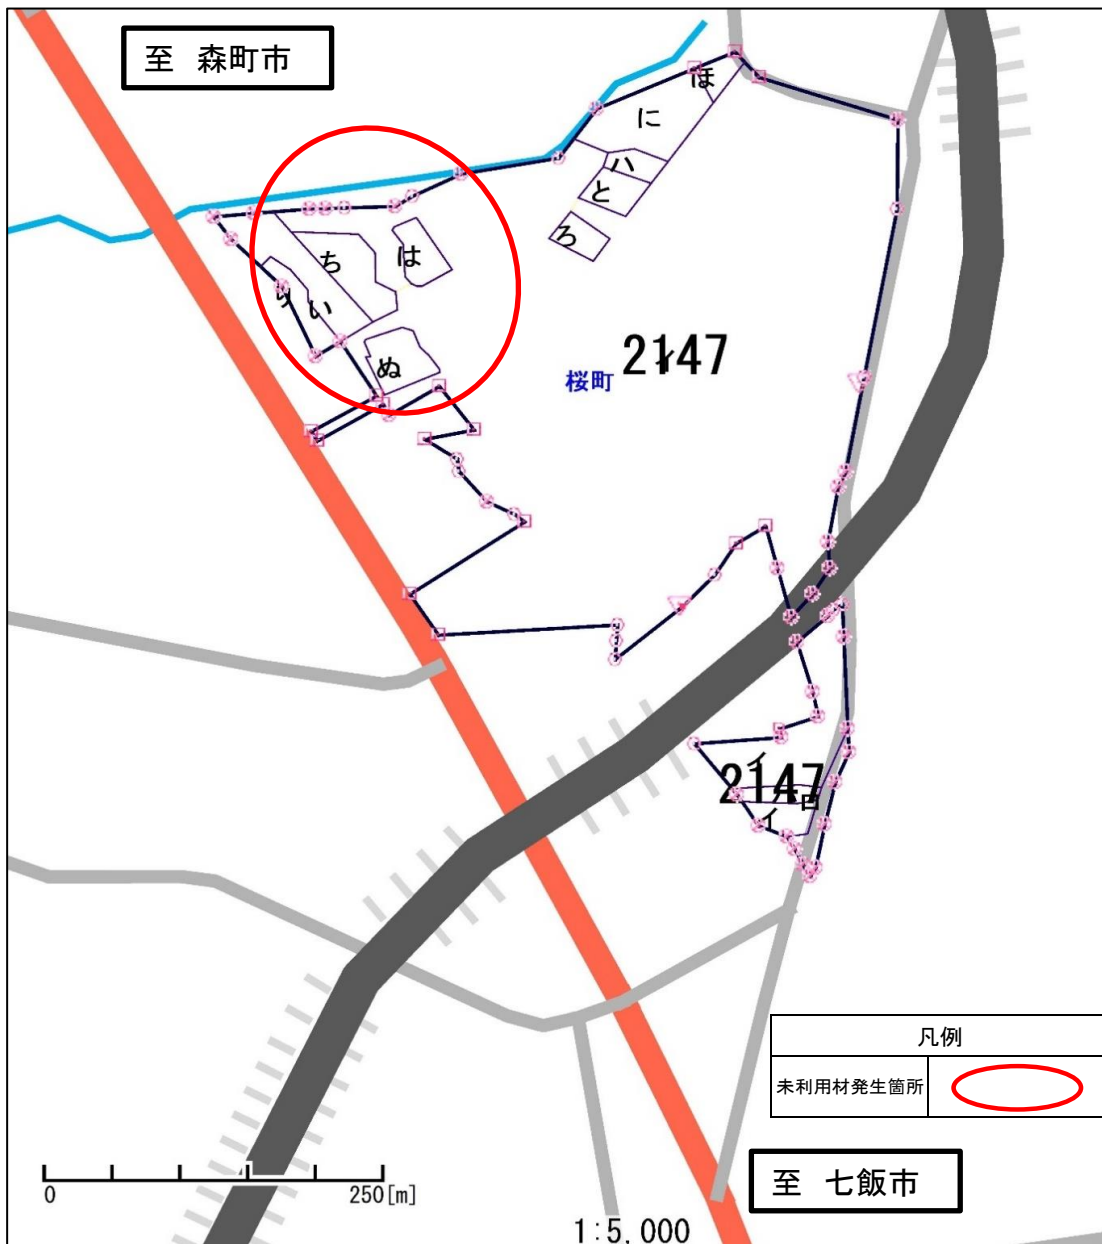 至 森町市
ほ
に
ハ
と
ろ
は
ち
り
い
ぬ
2147
イ
桜町
イ
2147
ロ
イ
凡例
未利用材発生箇所
至 七飯市
0 250[m]
1:5,000